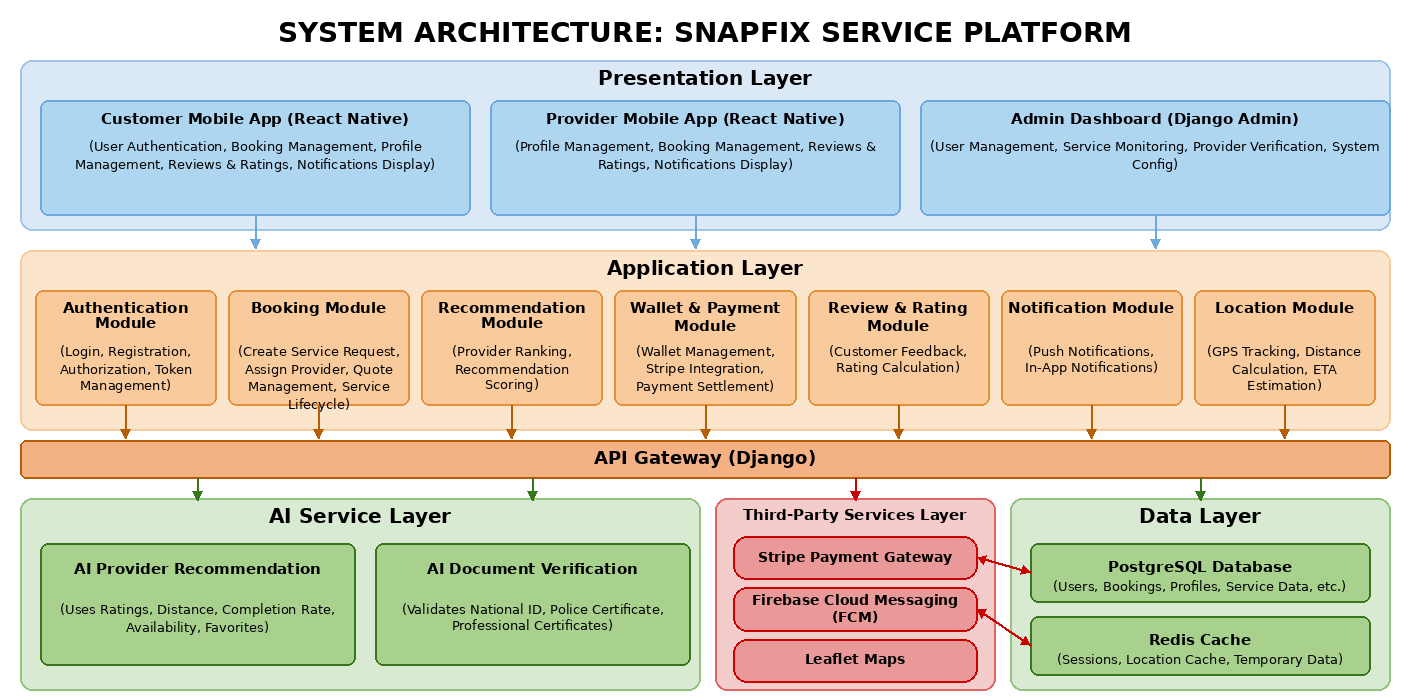 SYSTEM ARCHITECTURE: SNAPFIX SERVICE PLATFORM
Presentation Layer
Customer Mobile App (React Native)
(User Authentication, Booking Management, Profile
Management, Reviews & Ratings, Notifications Display)
Provider Mobile App (React Native)
(Profile Management, Booking Management, Reviews &
Ratings, Notifications Display)
Admin Dashboard (Django Admin)
(User Management, Service Monitoring, Provider Verification, System
Config)
Application Layer
Authentication
Module
(Login, Registration,
Authorization, Token
Management)
Booking Module
(Create Service Request,
Assign Provider, Quote
Management, Service
Lifecycle)
Recommendation
Module
(Provider Ranking,
Recommendation
Scoring)
Wallet & Payment
Module
(Wallet Management,
Stripe Integration,
Payment Settlement)
Review & Rating
Module
(Customer Feedback,
Rating Calculation)
Notification Module
(Push Notifications,
In-App Notifications)
Location Module
(GPS Tracking, Distance
Calculation, ETA
Estimation)
API Gateway (Django)
AI Service Layer
AI Provider Recommendation
(Uses Ratings, Distance, Completion Rate,
Availability, Favorites)
AI Document Verification
(Validates National ID, Police Certificate,
Professional Certificates)
Third-Party Services Layer
Stripe Payment Gateway
Firebase Cloud Messaging
(FCM)
Leaflet Maps
Data Layer
PostgreSQL Database
(Users, Bookings, Profiles, Service Data, etc.)
Redis Cache
(Sessions, Location Cache, Temporary Data)